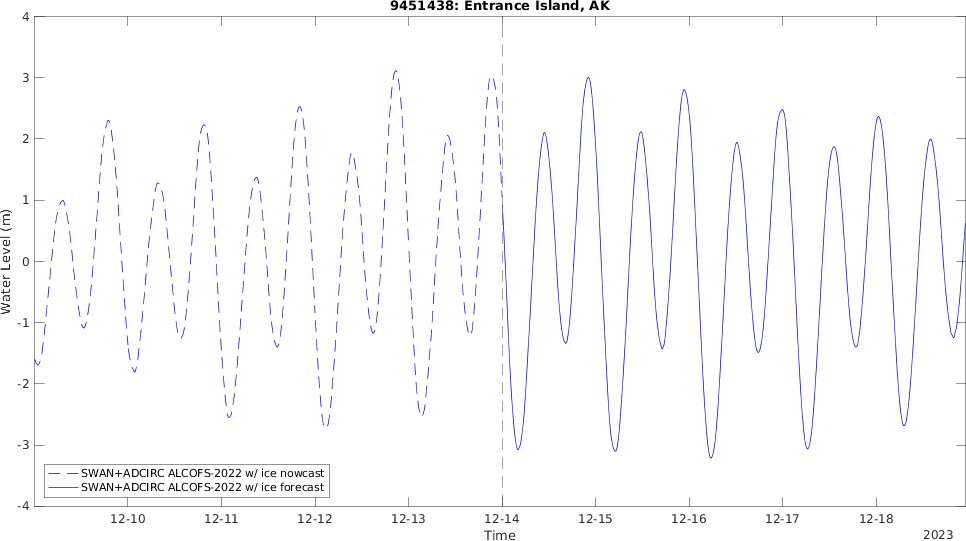 9451438: Entrance Island, AK
4
3
2
1
0
-1
-2
-3
-4
Water Level (m)
SWAN+ADCIRC ALCOFS-2022 w/ ice nowcast
SWAN+ADCIRC ALCOFS-2022 w/ ice forecast
12-10 12-11 12-12 12-13 12-14 12-15 12-16 12-17 12-18
Time
2023